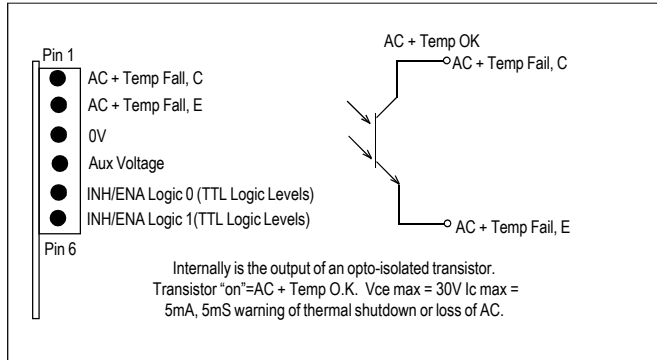 Pin 1
AC + Temp Fall, C
AC + Temp Fall, E
0V
Aux Voltage
INH/ENA Logic 0 (TTL Logic Levels)
INH/ENA Logic 1(TTL Logic Levels)
Pin 6
AC + Temp OK
AC + Temp Fail, C
AC + Temp Fail, E
Internally is the output of an opto-isolated transistor.
Transistor “on”=AC + Temp O.K. Vce max = 30V Ic max =
5mA, 5mS warning of thermal shutdown or loss of AC.